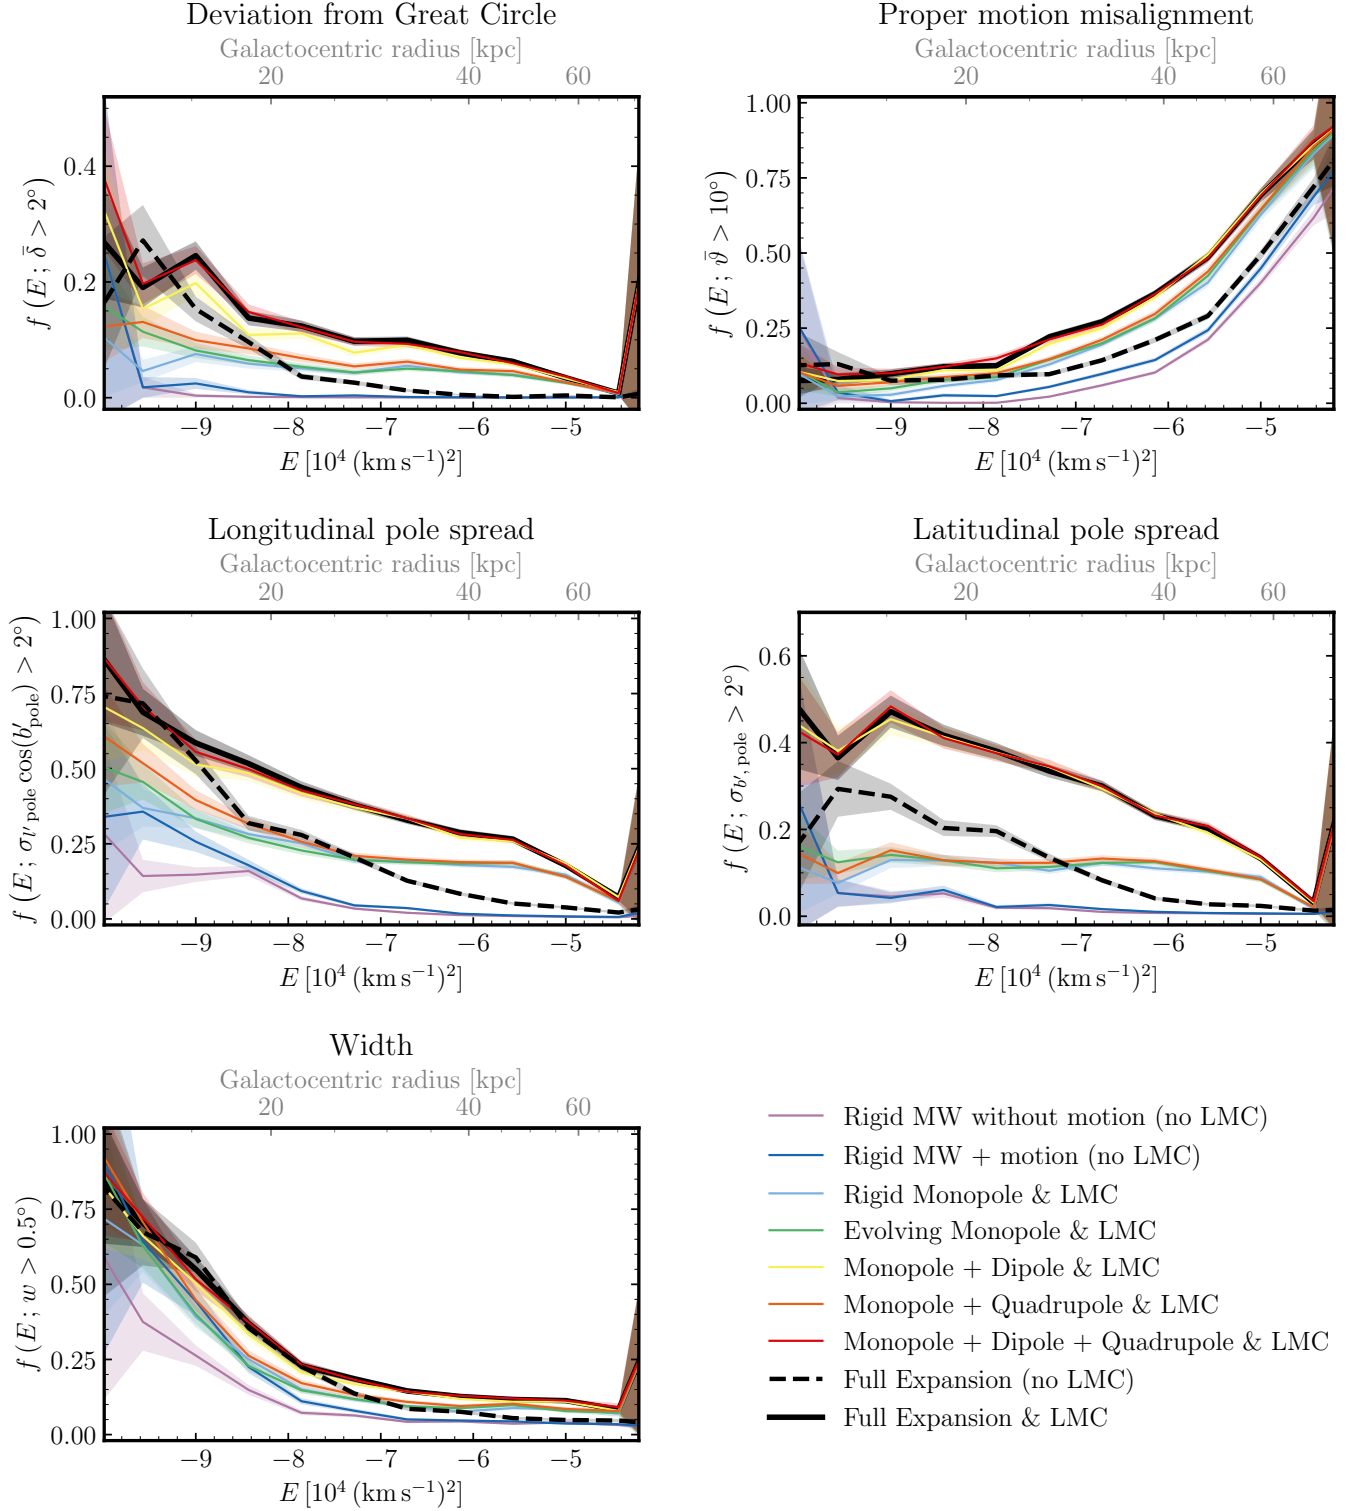 Deviation from Great Circle
Galactocentric radius [kpc]
20 40 60
f (E ; δ̄ > 2°)
0.4
0.2
0.0
−9 −8 −7 −6 −5
E [10⁴ (km s⁻¹)²]
Proper motion misalignment
Galactocentric radius [kpc]
20 40 60
f (E ; ϑ̄ > 10°)
1.00
0.75
0.50
0.25
0.00
−9 −8 −7 −6 −5
E [10⁴ (km s⁻¹)²]
Longitudinal pole spread
Galactocentric radius [kpc]
20 40 60
f (E ; σ_{l′ pole} cos(b′_{pole}) > 2°)
1.00
0.75
0.50
0.25
0.00
−9 −8 −7 −6 −5
E [10⁴ (km s⁻¹)²]
Latitudinal pole spread
Galactocentric radius [kpc]
20 40 60
f (E ; σ_{b′, pole} > 2°)
0.6
0.4
0.2
0.0
−9 −8 −7 −6 −5
E [10⁴ (km s⁻¹)²]
Width
Galactocentric radius [kpc]
20 40 60
f (E ; w > 0.5°)
1.00
0.75
0.50
0.25
0.00
−9 −8 −7 −6 −5
E [10⁴ (km s⁻¹)²]
Rigid MW without motion (no LMC)
Rigid MW + motion (no LMC)
Rigid Monopole & LMC
Evolving Monopole & LMC
Monopole + Dipole & LMC
Monopole + Quadrupole & LMC
Monopole + Dipole + Quadrupole & LMC
Full Expansion (no LMC)
Full Expansion & LMC